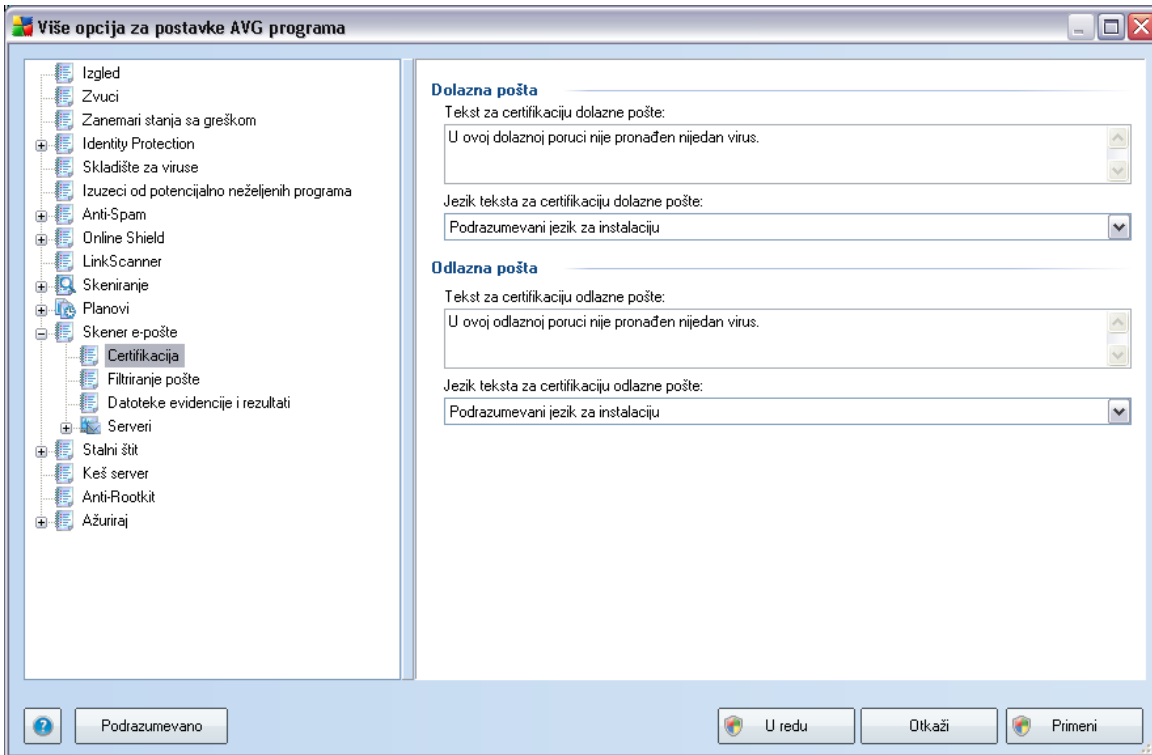 Više opcija za postavke AVG programa
Izgled
Zvuci
Zanemari stanja sa greškom
Identity Protection
Skladište za viruse
Izuzeci od potencijalno neželjenih programa
Anti-Spam
Online Shield
LinkScanner
Skeniranje
Planovi
Skener e-pošte
Certifikacija
Filtriranje pošte
Datoteke evidencije i rezultati
Serveri
Stalni štit
Keš server
Anti-Rootkit
Ažuriraj
Dolazna pošta
Tekst za certifikaciju dolazne pošte:
U ovoj dolaznoj poruci nije pronađen nijedan virus.
Jezik teksta za certifikaciju dolazne pošte:
Podrazumevani jezik za instalaciju
Odlazna pošta
Tekst za certifikaciju odlazne pošte:
U ovoj odlaznoj poruci nije pronađen nijedan virus.
Jezik teksta za certifikaciju odlazne pošte:
Podrazumevani jezik za instalaciju
Podrazumevano
U redu
Otkaži
Primeni